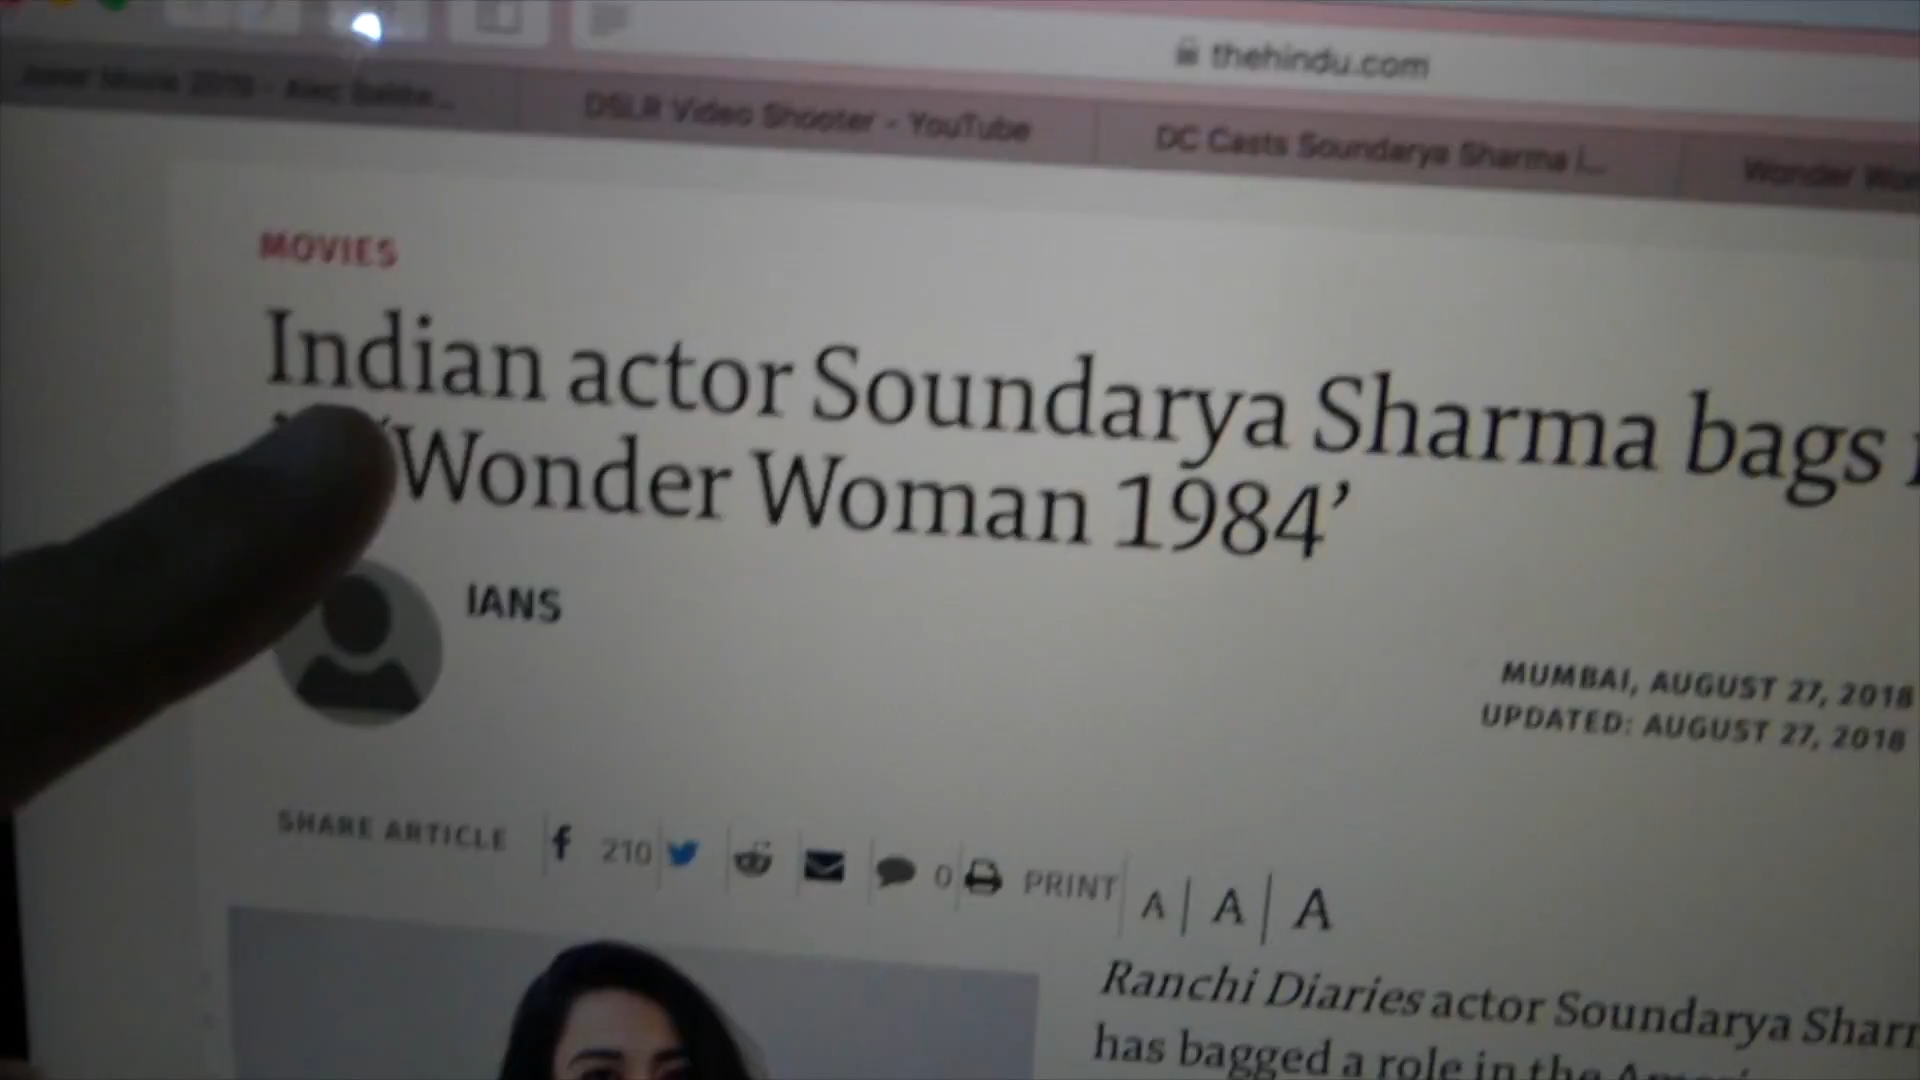 thehindu.com
DSLR Video Shooter - YouTube
DC Casts Soundarya Sharma i...
Wonder
MOVIES
Indian actor Soundarya Sharma bags
‘Wonder Woman 1984’
IANS
MUMBAI, AUGUST 27, 2018
UPDATED: AUGUST 27, 2018
SHARE ARTICLE
210
0
PRINT
A | A | A
Ranchi Diaries actor Soundarya
has bagged a role in the